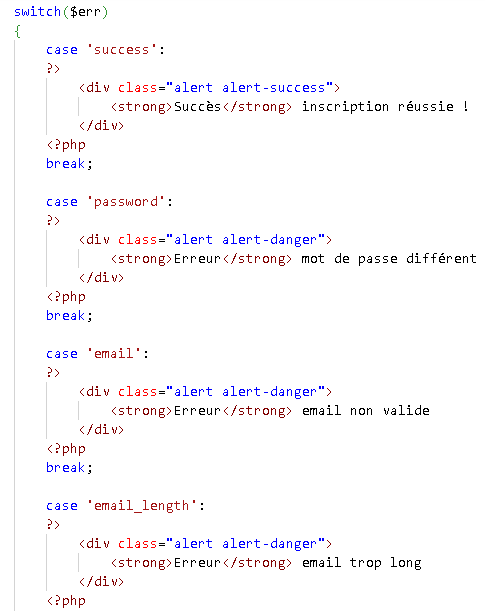 switch($err)
{
case 'success':
?>
<div class="alert alert-success">
<strong>Succès</strong> inscription réussie !
</div>
<?php
break;
case 'password':
?>
<div class="alert alert-danger">
<strong>Erreur</strong> mot de passe différent
</div>
<?php
break;
case 'email':
?>
<div class="alert alert-danger">
<strong>Erreur</strong> email non valide
</div>
<?php
break;
case 'email_length':
?>
<div class="alert alert-danger">
<strong>Erreur</strong> email trop long
</div>
<?php